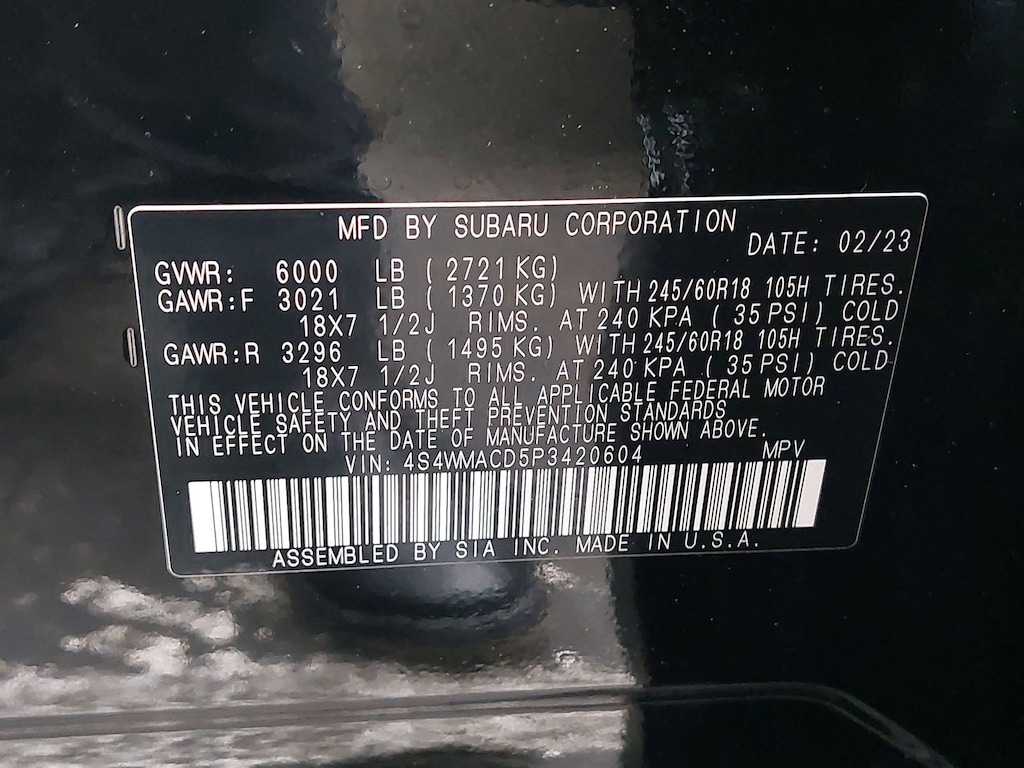 MFD BY SUBARU CORPORATION
DATE: 02/23
GVWR: 6000 LB ( 2721 KG)
GAWR:F 3021 LB ( 1370 KG) WITH 245/60R18 105H TIRES.
18X7 1/2J RIMS. AT 240 KPA ( 35 PSI) COLD
GAWR:R 3296 LB ( 1495 KG) WITH 245/60R18 105H TIRES.
18X7 1/2J RIMS. AT 240 KPA ( 35 PSI) COLD
THIS VEHICLE CONFORMS TO ALL APPLICABLE FEDERAL MOTOR
VEHICLE SAFETY AND THEFT PREVENTION STANDARDS
IN EFFECT ON THE DATE OF MANUFACTURE SHOWN ABOVE.
VIN: 4S4WMACD5P3420604 MPV
ASSEMBLED BY SIA INC. MADE IN U.S.A.